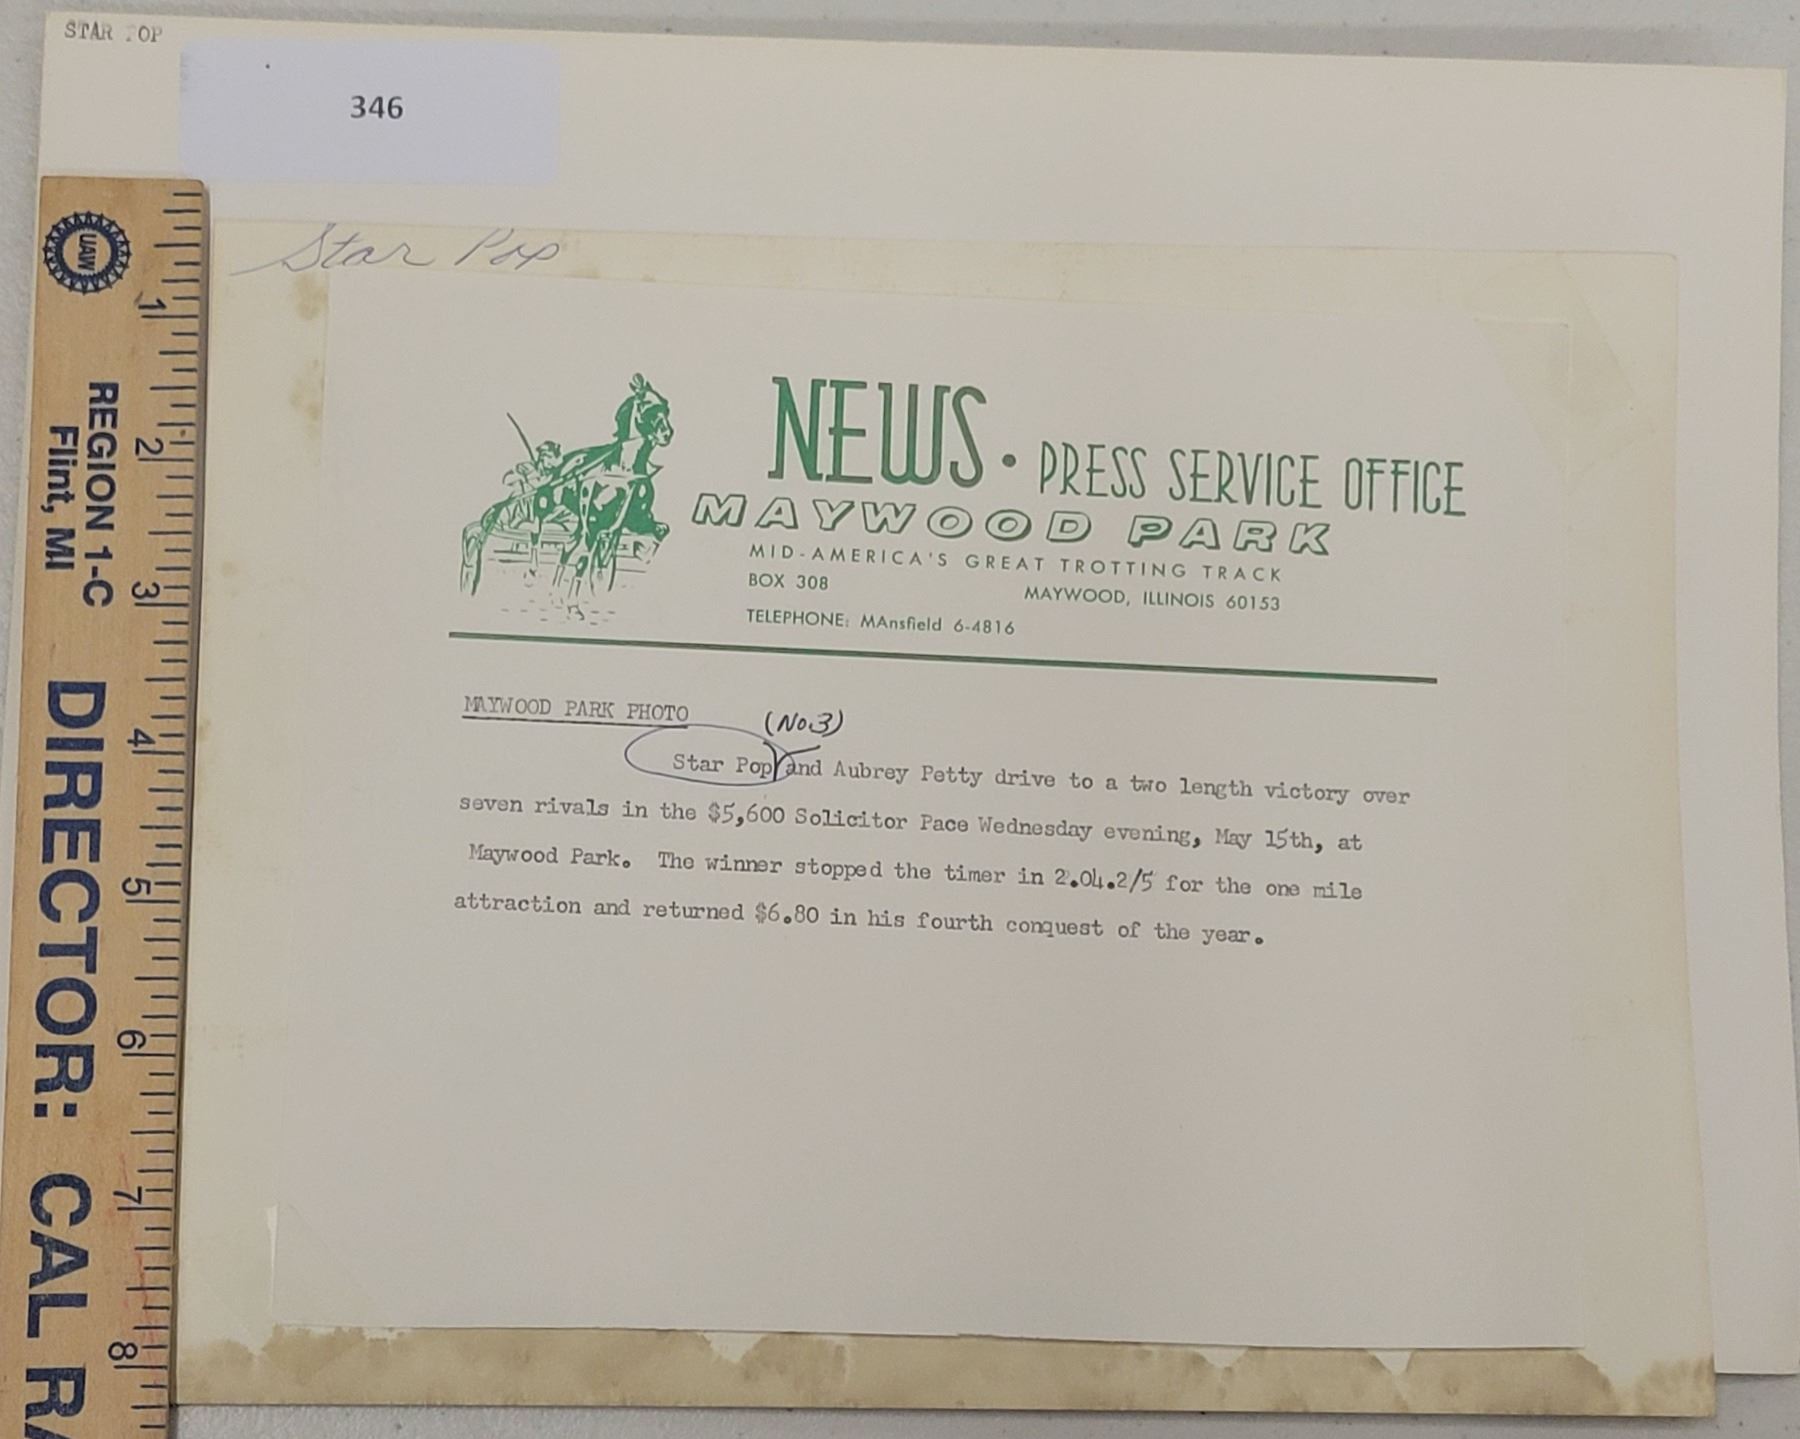 STAR POP
346
Star Pop
NEWS • PRESS SERVICE OFFICE
MAYWOOD PARK
MID-AMERICA'S GREAT TROTTING TRACK
BOX 308 MAYWOOD, ILLINOIS 60153
TELEPHONE: MAnsfield 6-4816
MAYWOOD PARK PHOTO
(No.3)
Star Pop and Aubrey Petty drive to a two length victory over
seven rivals in the $5,600 Solicitor Pace Wednesday evening, May 15th, at
Maywood Park. The winner stopped the timer in 2.04.2/5 for the one mile
attraction and returned $6.80 in his fourth conquest of the year.
UAW
REGION 1-C
Flint, MI
DIRECTOR: CAL RA
1
2
3
4
5
6
7
8